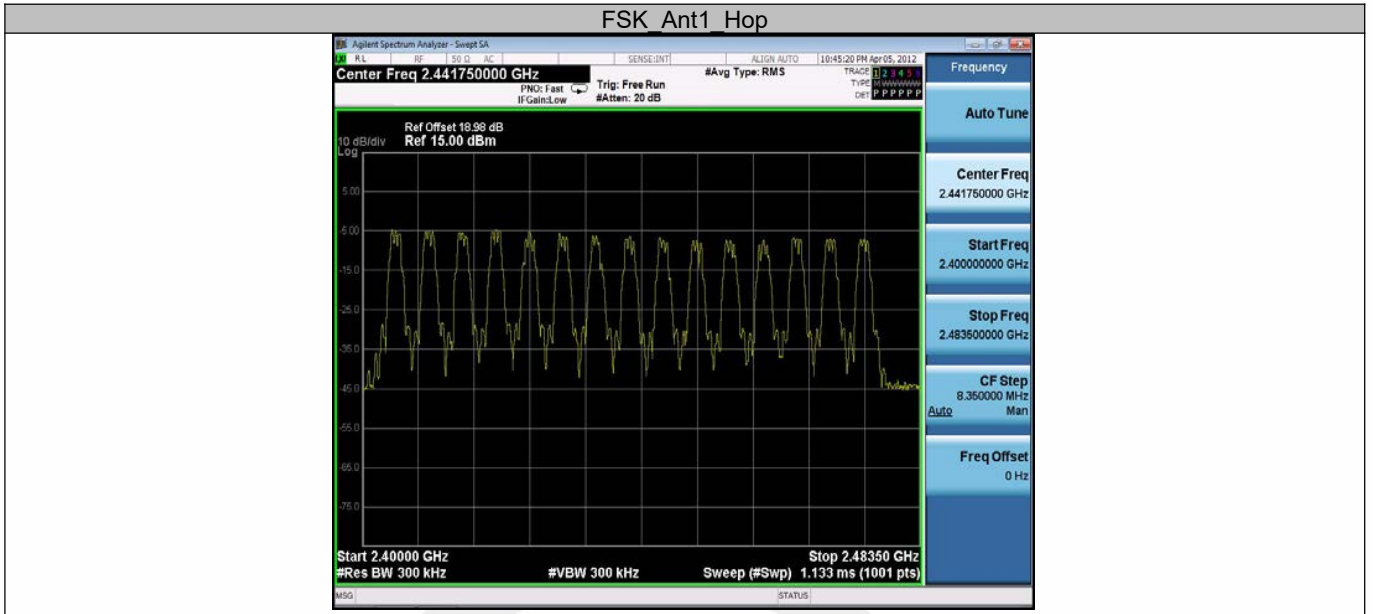 FSK_Ant1_Hop
Agilent Spectrum Analyzer - Swept SA
RL RF 50 Ω AC SENSE:INT ALIGN AUTO 10:45:20 PM Apr 05, 2012
Center Freq 2.441750000 GHz
#Avg Type: RMS
TRACE 1 2 3 4 5 6
PNO: Fast Trig: Free Run
TYPE M
IFGain:Low #Atten: 20 dB
DET P P P P P P
Frequency
Auto Tune
Center Freq
2.441750000 GHz
Start Freq
2.400000000 GHz
Stop Freq
2.483500000 GHz
CF Step
8.350000 MHz
Auto Man
Freq Offset
0 Hz
Ref Offset 18.98 dB
10 dB/div Ref 15.00 dBm
Log
5.00
-5.00
-15.0
-25.0
-35.0
-45.0
-55.0
-65.0
-75.0
Start 2.40000 GHz Stop 2.48350 GHz
#Res BW 300 kHz #VBW 300 kHz Sweep (#Swp) 1.133 ms (1001 pts)
MSG STATUS